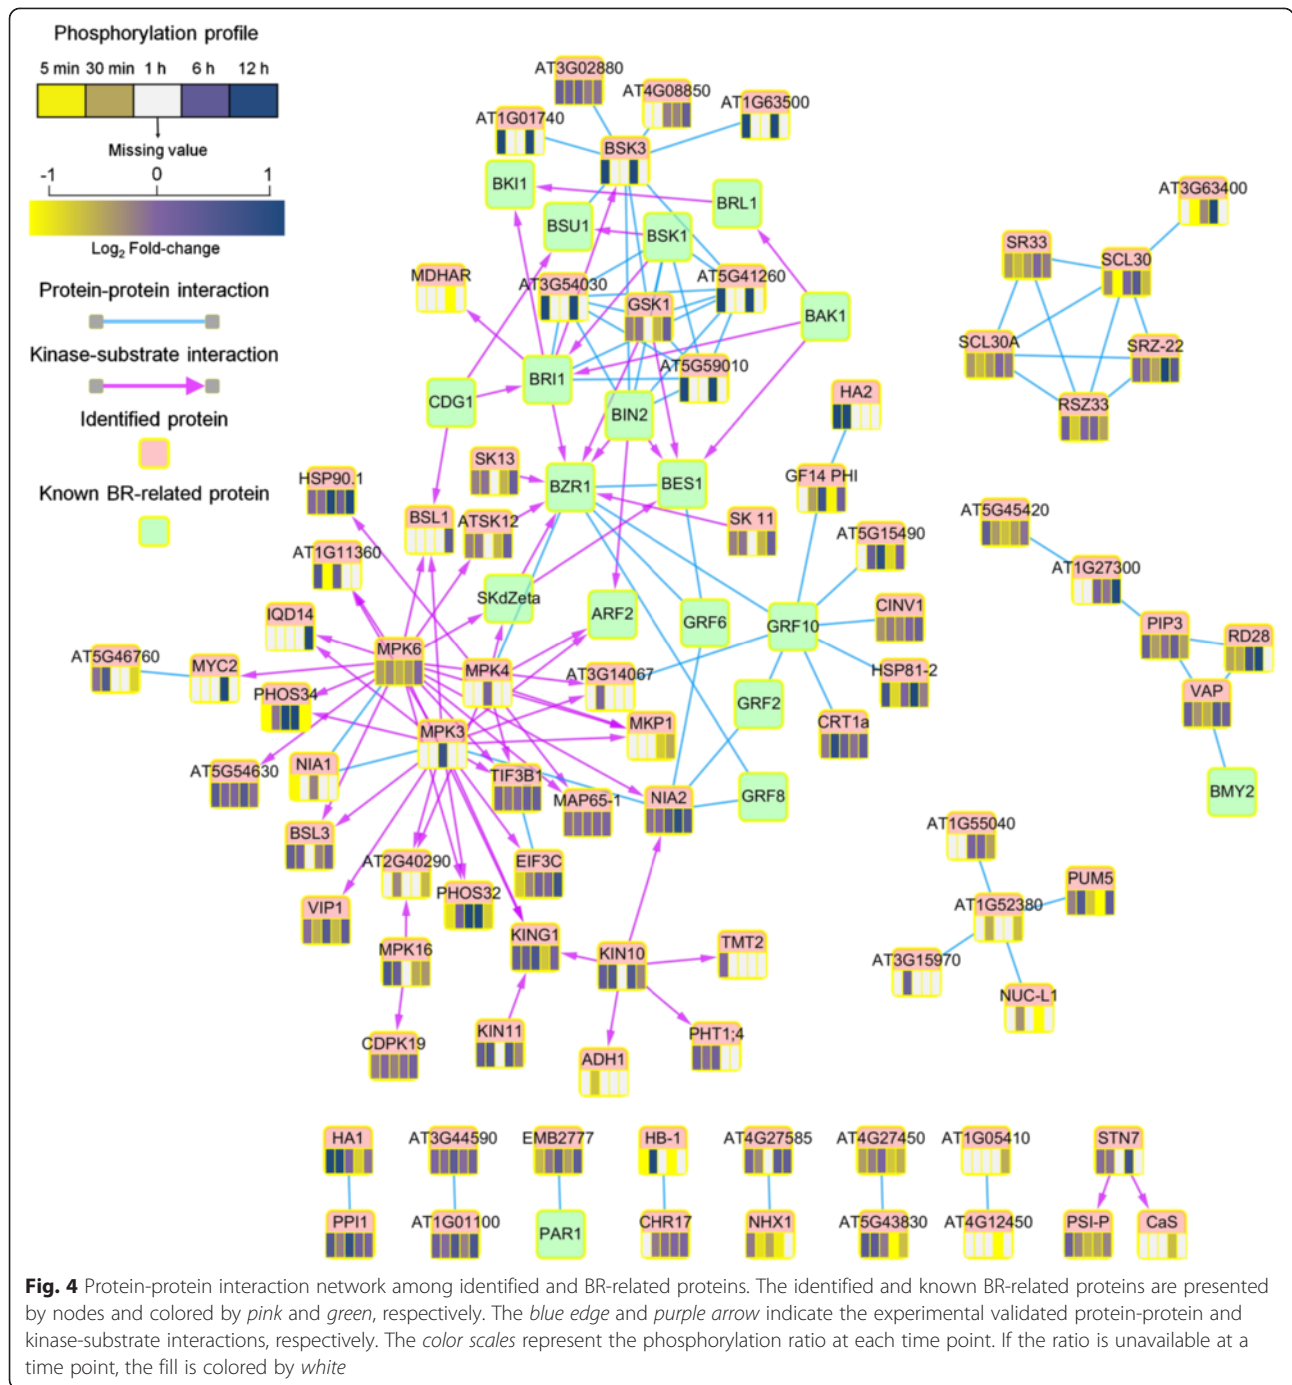 Phosphorylation profile
5 min 30 min 1 h 6 h 12 h
Missing value
-1 0 1
Log2 Fold-change
Protein-protein interaction
Kinase-substrate interaction
Identified protein
Known BR-related protein
AT3G02880
AT4G08850
AT1G63500
AT1G01740
BSK3
BKI1
BRL1
BSU1
BSK1
MDHAR
AT3G54030
AT5G41260
GSK1
BAK1
BRI1
AT5G59010
CDG1
BIN2
AT3G63400
SR33
SCL30
SCL30A
SRZ-22
RSZ33
HA2
GF14 PHI
SK13
BZR1
BES1
HSP90.1
BSL1
ATSK12
SK 11
AT5G15490
AT1G11360
SKdZeta
ARF2
GRF6
GRF10
CINV1
IQD14
MPK6
MPK4
AT3G14067
HSP81-2
AT5G46760
MYC2
PHOS34
MPK3
MKP1
GRF2
CRT1a
AT5G54630
NIA1
TIF3B1
MAP65-1
NIA2
GRF8
BSL3
AT2G40290
EIF3C
PHOS32
VIP1
MPK16
KING1
KIN10
TMT2
CDPK19
KIN11
ADH1
PHT1;4
AT5G45420
AT1G27300
PIP3
RD28
VAP
BMY2
AT1G55040
PUM5
AT1G52380
AT3G15970
NUC-L1
HA1 AT3G44590 EMB2777 HB-1 AT4G27585 AT4G27450 AT1G05410 STN7
PPI1 AT1G01100 PAR1 CHR17 NHX1 AT5G43830 AT4G12450 PSI-P CaS
Fig. 4 Protein-protein interaction network among identified and BR-related proteins. The identified and known BR-related proteins are presented
by nodes and colored by pink and green, respectively. The blue edge and purple arrow indicate the experimental validated protein-protein and
kinase-substrate interactions, respectively. The color scales represent the phosphorylation ratio at each time point. If the ratio is unavailable at a
time point, the fill is colored by white